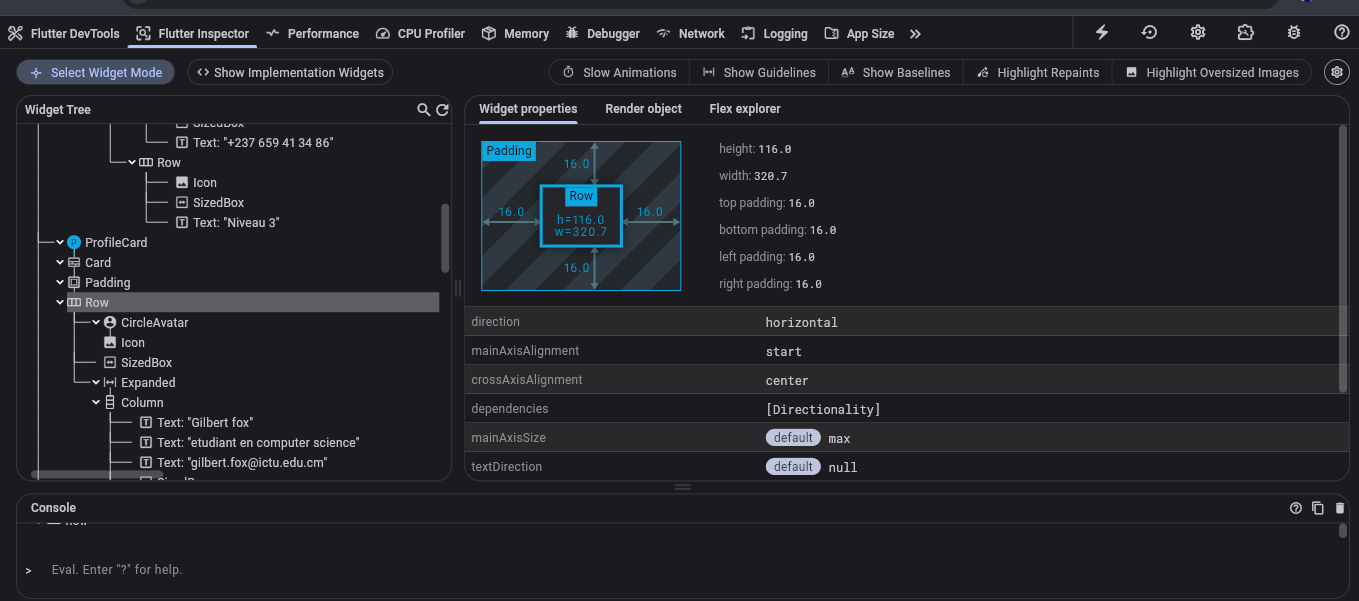 Flutter DevTools Flutter Inspector Performance CPU Profiler Memory Debugger Network Logging App Size
Select Widget Mode Show Implementation Widgets Slow Animations Show Guidelines Show Baselines Highlight Repaints Highlight Oversized Images
Widget Tree
SizedBox
Text: "+237 659 41 34 86"
Row
Icon
SizedBox
Text: "Niveau 3"
P ProfileCard
Card
Padding
Row
CircleAvatar
Icon
SizedBox
Expanded
Column
Text: "Gilbert fox"
Text: "etudiant en computer science"
Text: "gilbert.fox@ictu.edu.cm"
Widget properties Render object Flex explorer
Padding
16.0
Row
16.0 h=116.0 16.0
w=320.7
16.0
height: 116.0
width: 320.7
top padding: 16.0
bottom padding: 16.0
left padding: 16.0
right padding: 16.0
direction horizontal
mainAxisAlignment start
crossAxisAlignment center
dependencies [Directionality]
mainAxisSize default max
textDirection default null
Console
> Eval. Enter "?" for help.